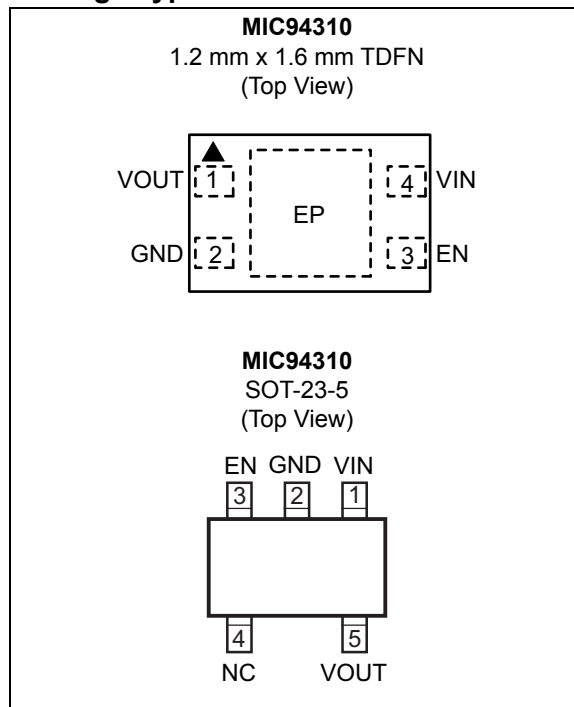 MIC94310
1.2 mm x 1.6 mm TDFN
(Top View)
VOUT 1 4 VIN
EP
GND 2 3 EN
MIC94310
SOT-23-5
(Top View)
EN GND VIN
3 2 1
4 5
NC VOUT